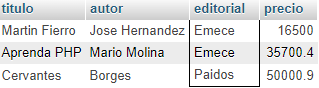 titulo autor editorial precio
Martin Fierro Jose Hernandez Emece 16500
Aprenda PHP Mario Molina Emece 35700.4
Cervantes Borges Paidos 50000.9